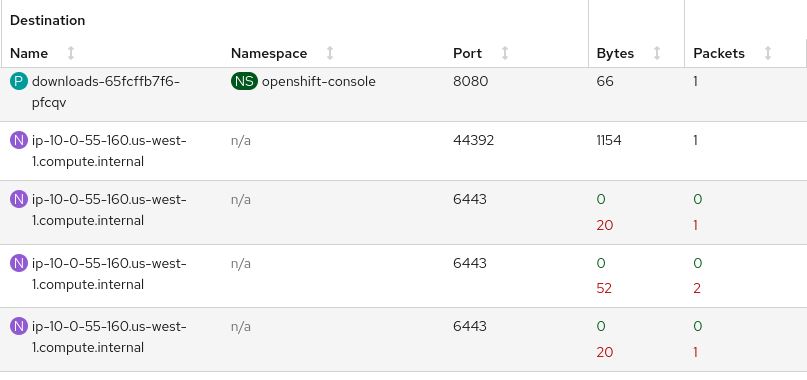 Destination
Name Namespace Port Bytes Packets
P downloads-65fcffb7f6- NS openshift-console 8080 66 1
pfcqv
N ip-10-0-55-160.us-west- n/a 44392 1154 1
1.compute.internal
N ip-10-0-55-160.us-west- n/a 6443 0 0
1.compute.internal 20 1
N ip-10-0-55-160.us-west- n/a 6443 0 0
1.compute.internal 52 2
N ip-10-0-55-160.us-west- n/a 6443 0 0
1.compute.internal 20 1